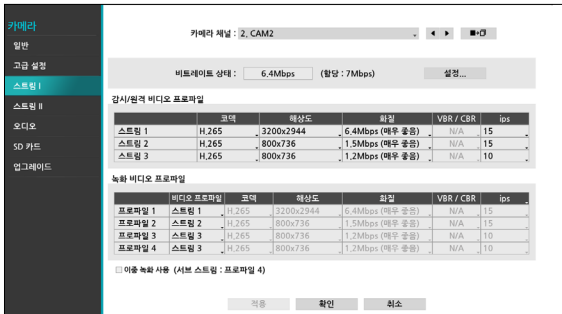 카메라
일반
고급 설정
스트림 I
스트림 II
오디오
SD 카드
업그레이드
카메라 채널 : 2. CAM2
비트레이트 상태 : 6.4Mbps (할당 : 7Mbps) 설정...
감시/원격 비디오 프로파일
코덱 해상도 화질 VBR / CBR ips
스트림 1 H.265 3200x2944 6.4Mbps (매우 좋음) N/A 15
스트림 2 H.265 800x736 1.5Mbps (매우 좋음) N/A 15
스트림 3 H.265 800x736 1.2Mbps (매우 좋음) N/A 10
녹화 비디오 프로파일
비디오 프로파일 코덱 해상도 화질 VBR / CBR ips
프로파일 1 스트림 1 H.265 3200x2944 6.4Mbps (매우 좋음) N/A 15
프로파일 2 스트림 2 H.265 800x736 1.5Mbps (매우 좋음) N/A 15
프로파일 3 스트림 3 H.265 800x736 1.2Mbps (매우 좋음) N/A 10
프로파일 4 스트림 3 H.265 800x736 1.2Mbps (매우 좋음) N/A 10
이중 녹화 사용 (서브 스트림 : 프로파일 4)
적용 확인 취소